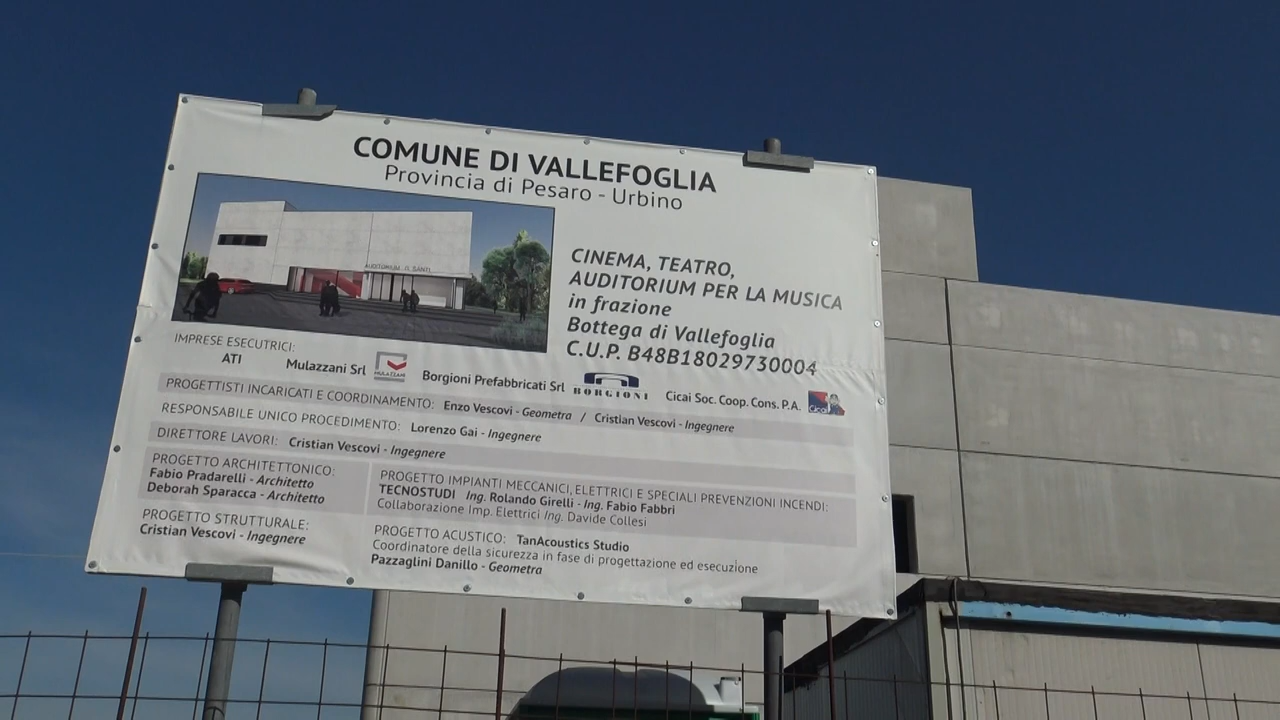 COMUNE DI VALLEFOGLIA
Provincia di Pesaro - Urbino
AUDITORIUM
SANTI
CINEMA, TEATRO,
AUDITORIUM PER LA MUSICA
in frazione
Bottega di Vallefoglia
C.U.P. B48B18029730004
IMPRESE ESECUTRICI:
ATI Mulazzani Srl MULAZZANI Borgioni Prefabbricati Srl BORGIONI Cicai Soc. Coop. Cons. P.A. Cicai
PROGETTISTI INCARICATI E COORDINAMENTO: Enzo Vescovi - Geometra / Cristian Vescovi - Ingegnere
RESPONSABILE UNICO PROCEDIMENTO: Lorenzo Gai - Ingegnere
DIRETTORE LAVORI: Cristian Vescovi - Ingegnere
PROGETTO ARCHITETTONICO:
Fabio Pradarelli - Architetto
Deborah Sparacca - Architetto
PROGETTO STRUTTURALE:
Cristian Vescovi - Ingegnere
PROGETTO IMPIANTI MECCANICI, ELETTRICI E SPECIALI PREVENZIONI INCENDI:
TECNOSTUDI Ing. Rolando Girelli - Ing. Fabio Fabbri
Collaborazione Imp. Elettrici Ing. Davide Collesi
PROGETTO ACUSTICO: TanAcoustics Studio
Coordinatore della sicurezza in fase di progettazione ed esecuzione
Pazzaglini Danillo - Geometra